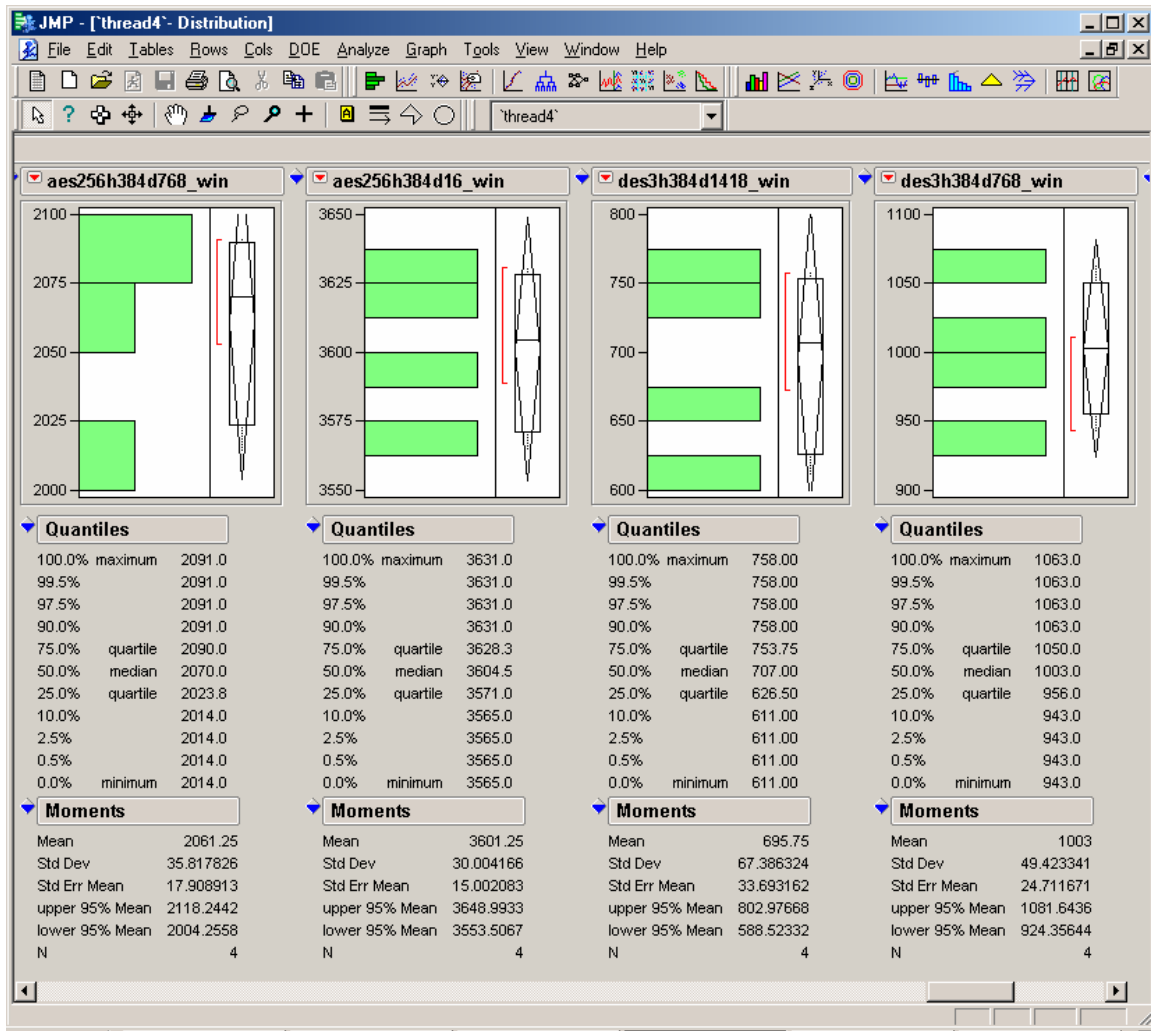 JMP - [`thread4`- Distribution]
File Edit Tables Rows Cols DOE Analyze Graph Tools View Window Help
`thread4`
aes256h384d768_win
2100
2075
2050
2025
2000
Quantiles
100.0% maximum 2091.0
99.5% 2091.0
97.5% 2091.0
90.0% 2091.0
75.0% quartile 2090.0
50.0% median 2070.0
25.0% quartile 2023.8
10.0% 2014.0
2.5% 2014.0
0.5% 2014.0
0.0% minimum 2014.0
Moments
Mean 2061.25
Std Dev 35.817826
Std Err Mean 17.908913
upper 95% Mean 2118.2442
lower 95% Mean 2004.2558
N 4
aes256h384d16_win
3650
3625
3600
3575
3550
Quantiles
100.0% maximum 3631.0
99.5% 3631.0
97.5% 3631.0
90.0% 3631.0
75.0% quartile 3628.3
50.0% median 3604.5
25.0% quartile 3571.0
10.0% 3565.0
2.5% 3565.0
0.5% 3565.0
0.0% minimum 3565.0
Moments
Mean 3601.25
Std Dev 30.004166
Std Err Mean 15.002083
upper 95% Mean 3648.9933
lower 95% Mean 3553.5067
N 4
des3h384d1418_win
800
750
700
650
600
Quantiles
100.0% maximum 758.00
99.5% 758.00
97.5% 758.00
90.0% 758.00
75.0% quartile 753.75
50.0% median 707.00
25.0% quartile 626.50
10.0% 611.00
2.5% 611.00
0.5% 611.00
0.0% minimum 611.00
Moments
Mean 695.75
Std Dev 67.386324
Std Err Mean 33.693162
upper 95% Mean 802.97668
lower 95% Mean 588.52332
N 4
des3h384d768_win
1100
1050
1000
950
900
Quantiles
100.0% maximum 1063.0
99.5% 1063.0
97.5% 1063.0
90.0% 1063.0
75.0% quartile 1050.0
50.0% median 1003.0
25.0% quartile 956.0
10.0% 943.0
2.5% 943.0
0.5% 943.0
0.0% minimum 943.0
Moments
Mean 1003
Std Dev 49.423341
Std Err Mean 24.711671
upper 95% Mean 1081.6436
lower 95% Mean 924.35644
N 4